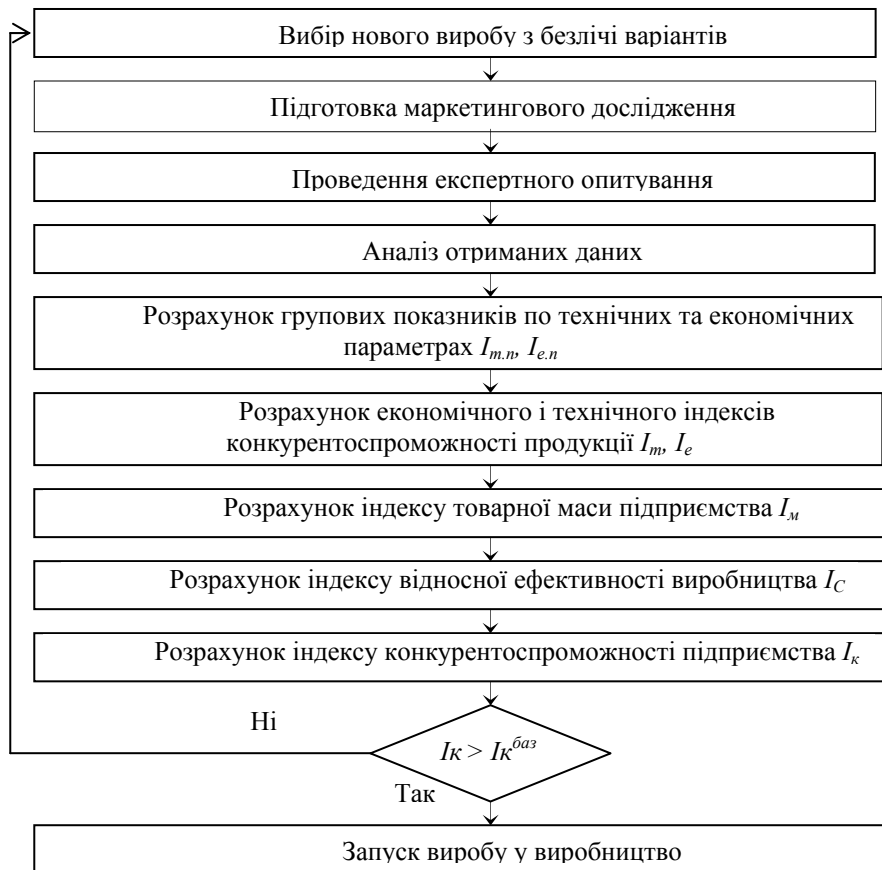 Вибір нового виробу з безлічі варіантів
Підготовка маркетингового дослідження
Проведення експертного опитування
Аналіз отриманих даних
Розрахунок групових показників по технічних та економічних
параметрах Iт.п, Iе.п
Розрахунок економічного і технічного індексів
конкурентоспроможності продукції Iт, Iе
Розрахунок індексу товарної маси підприємства Iм
Розрахунок індексу відносної ефективності виробництва IС
Розрахунок індексу конкурентоспроможності підприємства Iк
Ні
Iк > Iк^баз
Так
Запуск виробу у виробництво